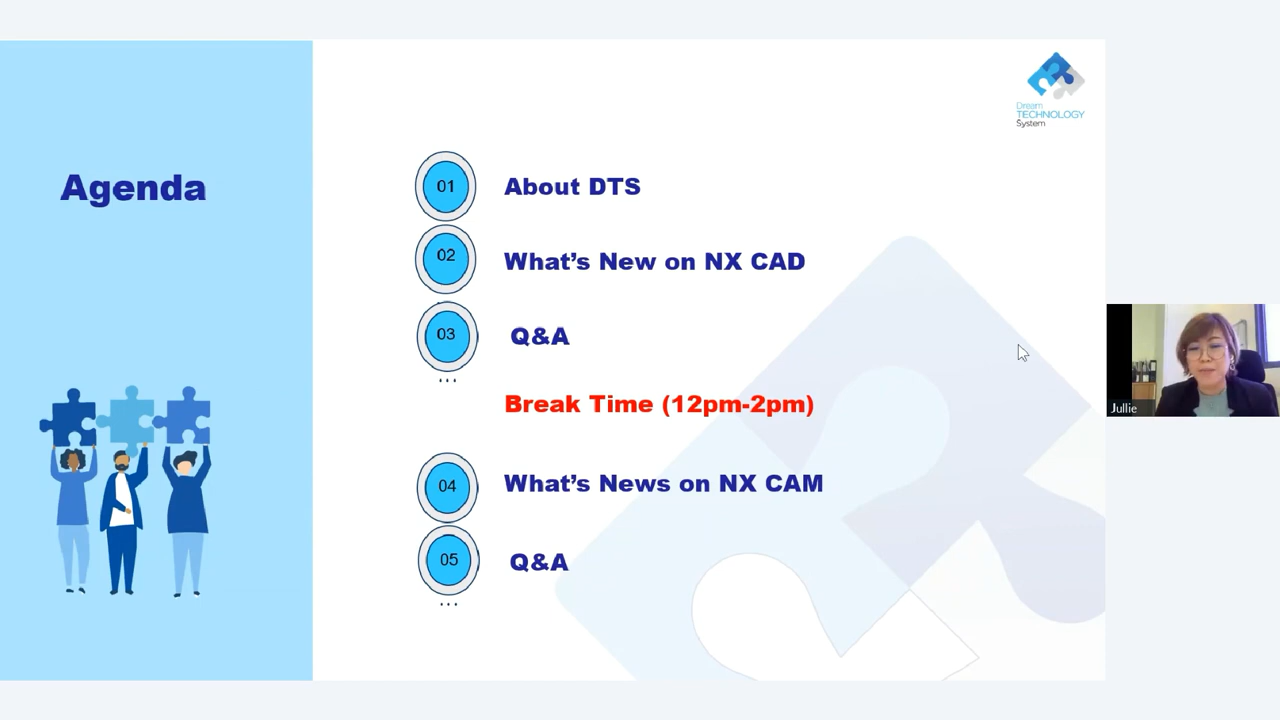 Dream
TECHNOLOGY
System
Agenda
01
About DTS
02
What's New on NX CAD
03
Q&A
...
Break Time (12pm-2pm)
04
What's News on NX CAM
05
Q&A
...
Jullie